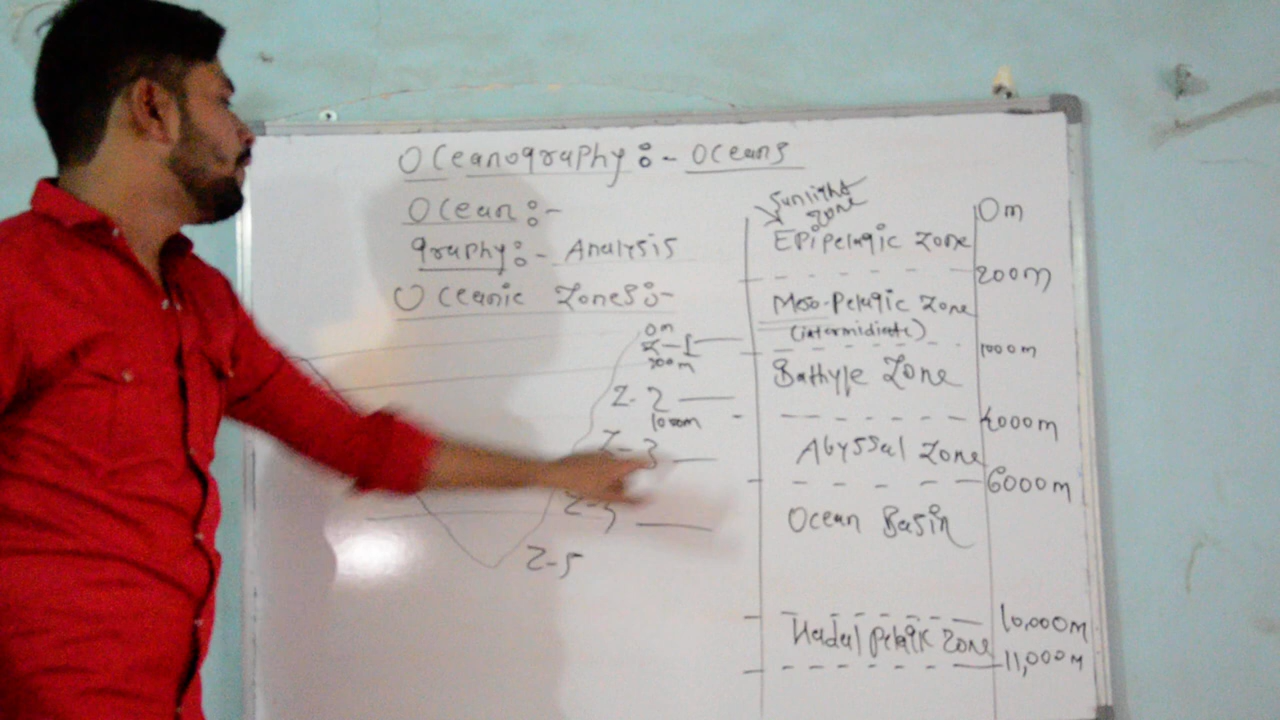 Oceanography :- Oceans
Ocean :-
graphy :- Analysis
Oceanic Zones :-
0m
Z-1
200m
Z-2
1000m
Z-3
Z-5
Sunlight
Zone
Epipelagic Zone
Meso-Pelagic Zone
(intermidiate)
Bathype Zone
Abyssal Zone
Ocean Basin
Hadal pelagic Zone
0m
200m
1000m
4000m
6000m
10,000m
11,000m